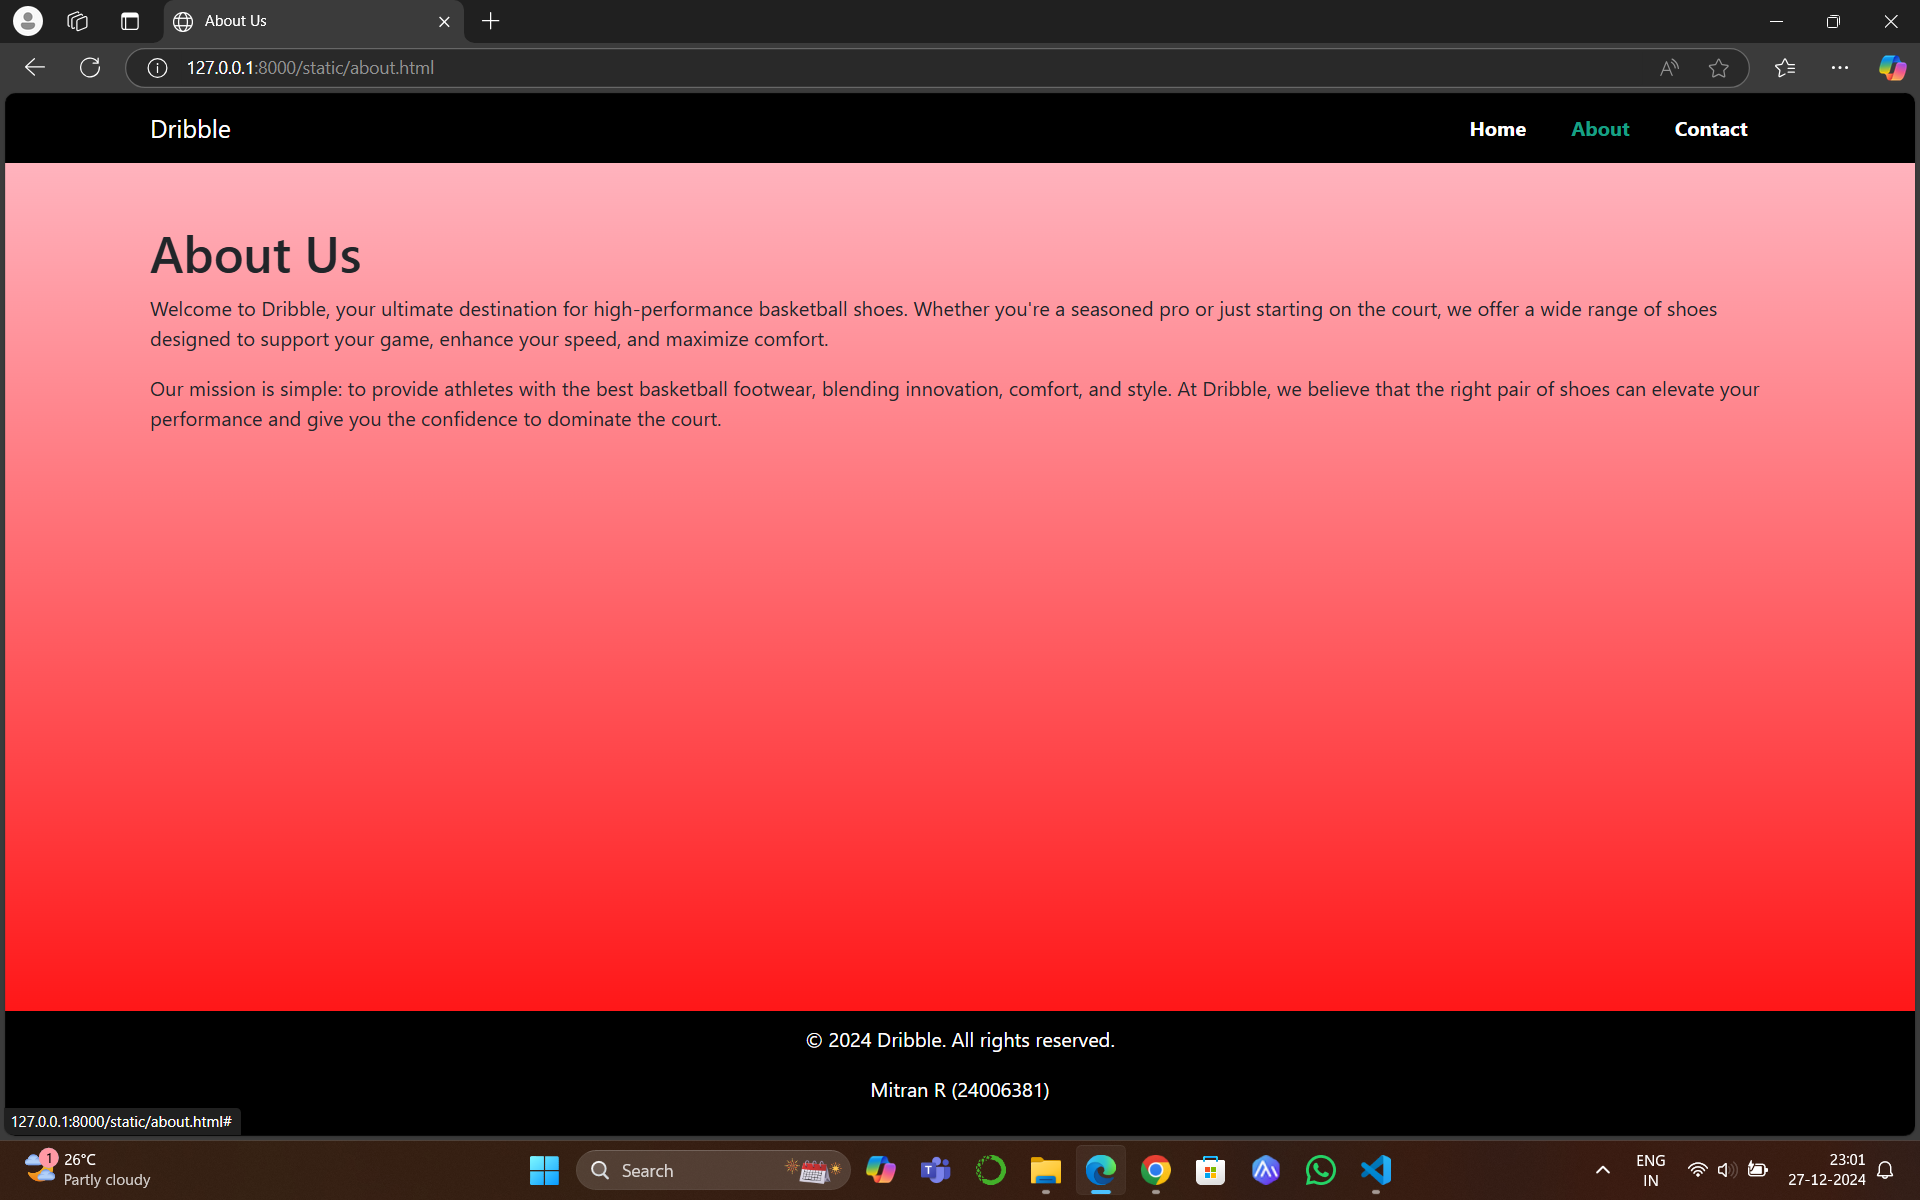 About Us
127.0.0.1:8000/static/about.html
Dribble
Home About Contact
About Us
Welcome to Dribble, your ultimate destination for high-performance basketball shoes. Whether you're a seasoned pro or just starting on the court, we offer a wide range of shoes
designed to support your game, enhance your speed, and maximize comfort.
Our mission is simple: to provide athletes with the best basketball footwear, blending innovation, comfort, and style. At Dribble, we believe that the right pair of shoes can elevate your
performance and give you the confidence to dominate the court.
© 2024 Dribble. All rights reserved.
Mitran R (24006381)
127.0.0.1:8000/static/about.html#
1
26°C
Partly cloudy
Search
ENG
IN
23:01
27-12-2024